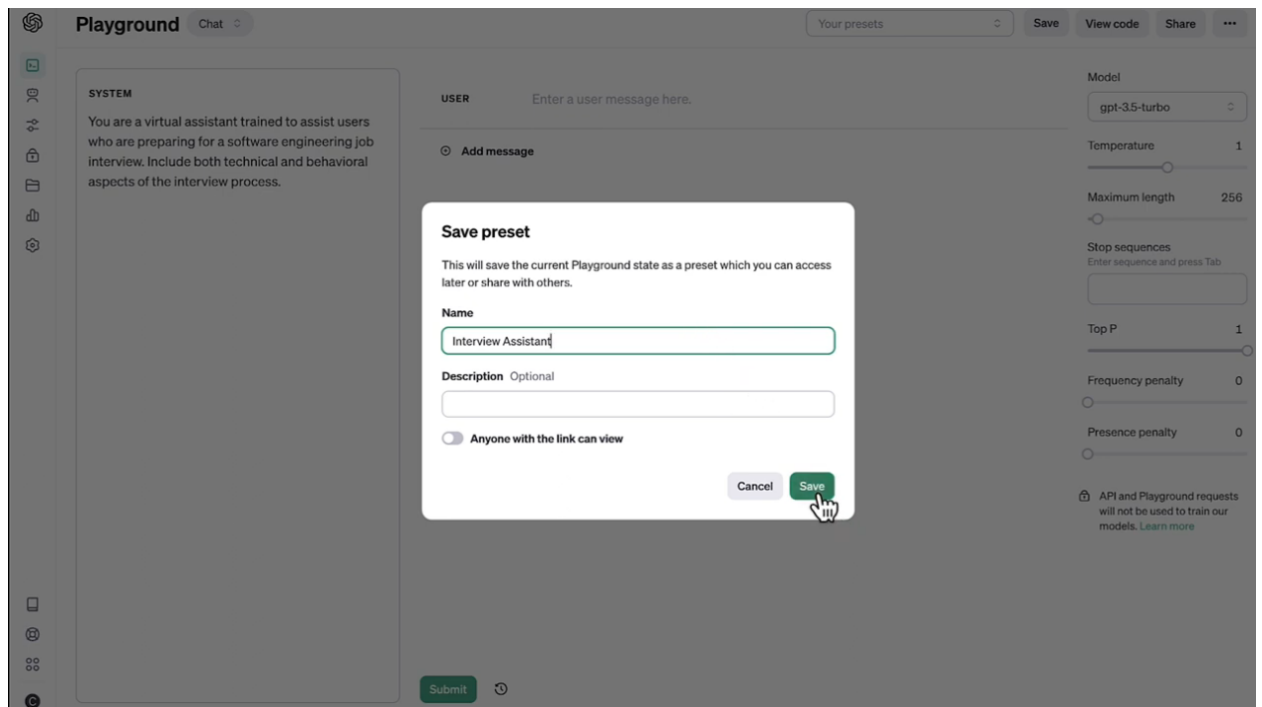 Playground Chat
Your presets
Save
View code
Share
SYSTEM
You are a virtual assistant trained to assist users
who are preparing for a software engineering job
interview. Include both technical and behavioral
aspects of the interview process.
USER Enter a user message here.
Add message
Save preset
This will save the current Playground state as a preset which you can access
later or share with others.
Name
Interview Assistant
Description Optional
Anyone with the link can view
Cancel
Save
Submit
Model
gpt-3.5-turbo
Temperature 1
Maximum length 256
Stop sequences
Enter sequence and press Tab
Top P 1
Frequency penalty 0
Presence penalty 0
API and Playground requests
will not be used to train our
models. Learn more
C